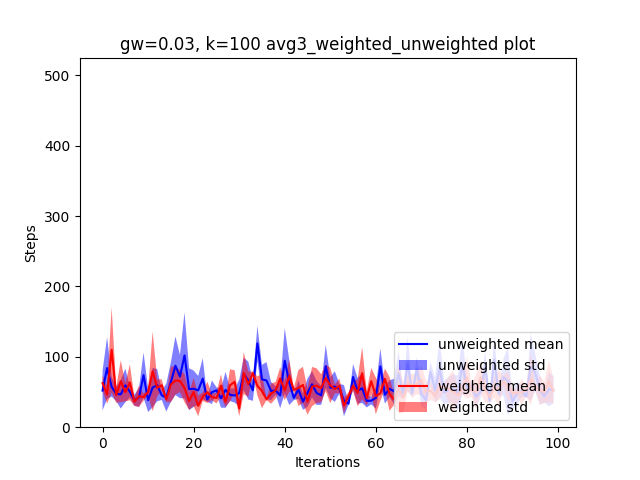 gw=0.03, k=100 avg3_weighted_unweighted plot
500
400
300
200
100
0
Steps
0
20
40
60
80
100
Iterations
unweighted mean
unweighted std
weighted mean
weighted std